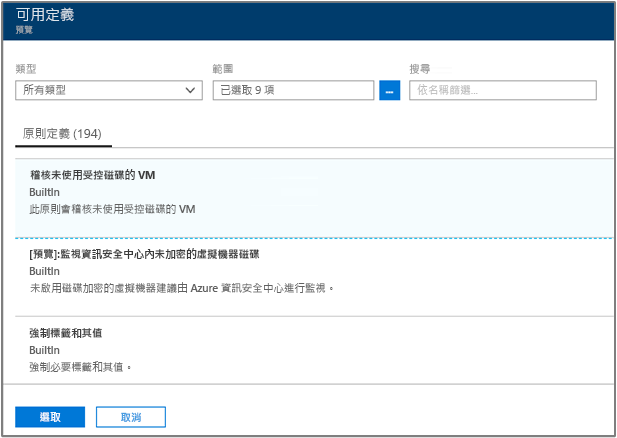 可用定義
預覽
類型
範圍
搜尋
所有類型
已選取 9 項
...
依名稱篩選...
原則定義 (194)
稽核未使用受控磁碟的 VM
BuiltIn
此原則會稽核未使用受控磁碟的 VM
[預覽]:監視資訊安全中心內未加密的虛擬機器磁碟
BuiltIn
未啟用磁碟加密的虛擬機器建議由 Azure 資訊安全中心進行監視。
強制標籤和其值
BuiltIn
強制必要標籤和其值。
選取
取消